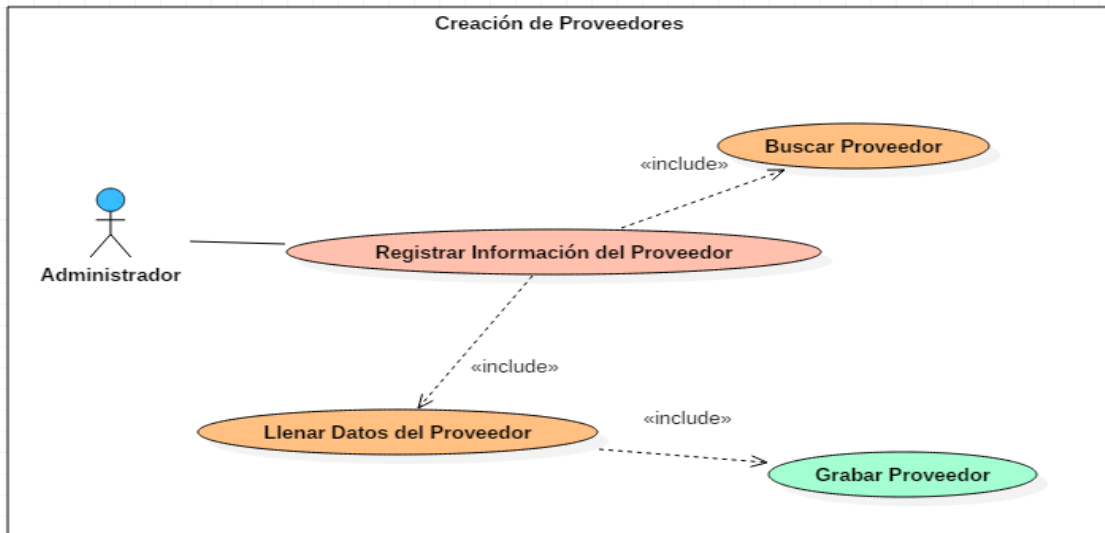 Creación de Proveedores
Buscar Proveedor
«include»
Registrar Información del Proveedor
Administrador
«include»
Llenar Datos del Proveedor
«include»
Grabar Proveedor